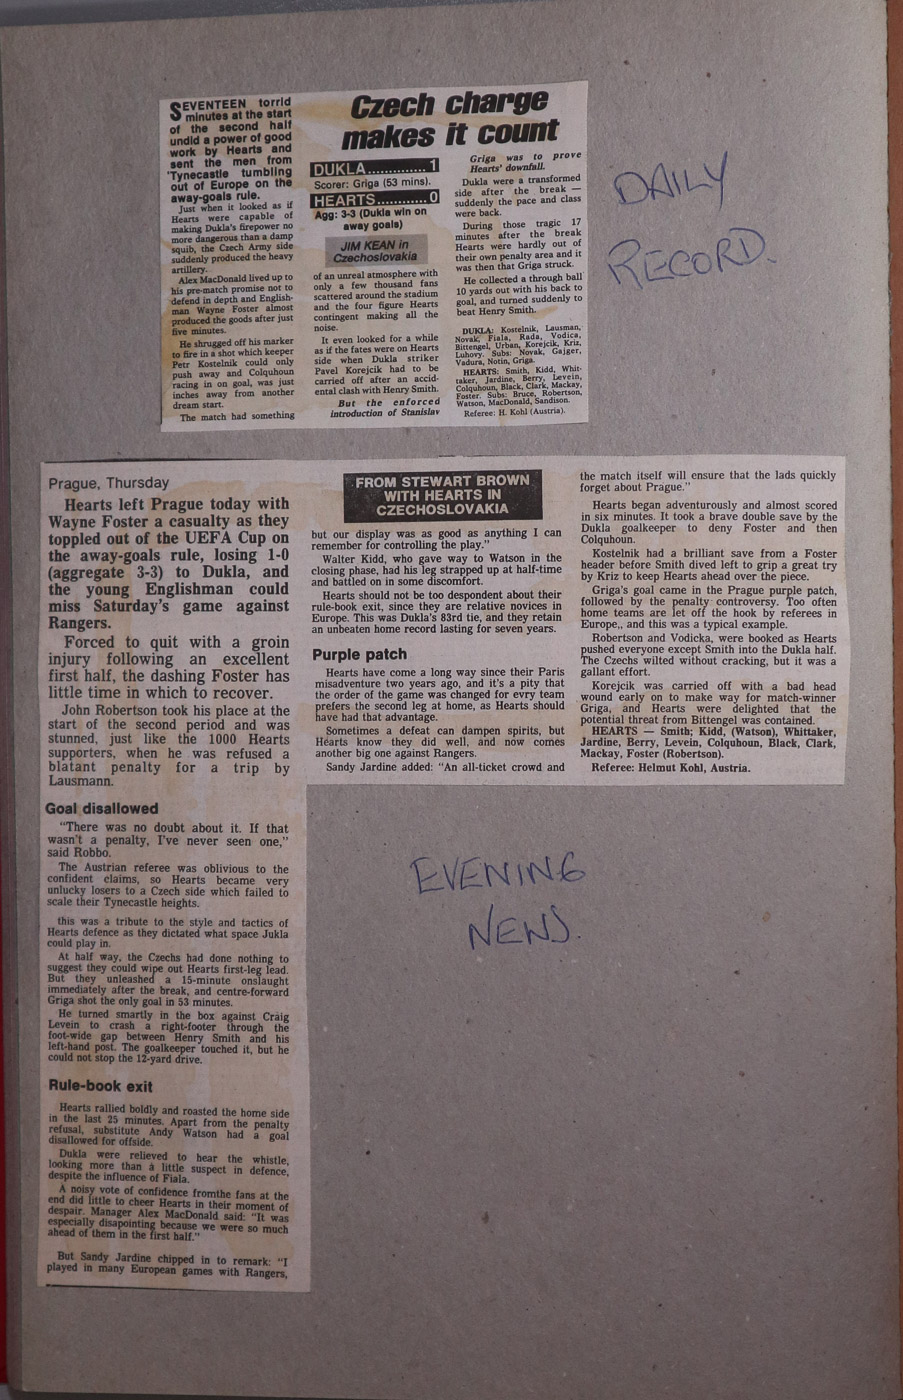 SEVENTEEN torrid
minutes at the start
of the second half
undid a power of good
work by Hearts and
sent the men from
'Tynecastle tumbling
out of Europe on the
away-goals rule.
Just when it looked as if
Hearts were capable of
making Dukla's firepower no
more dangerous than a damp
squib, the Czech Army side
suddenly produced the heavy
artillery.
Alex MacDonald lived up to
his pre-match promise not to
defend in depth and English-
man Wayne Foster almost
produced the goods after just
five minutes.
He shrugged off his marker
to fire in a shot which keeper
Petr Kostelnik could only
push away and Colquhoun
racing in on goal, was just
inches away from another
dream start.
The match had something
Czech charge
makes it count
DUKLA............1
Scorer: Griga (53 mins).
HEARTS............0
Agg: 3-3 (Dukla win on
away goals)
JIM KEAN in
Czechoslovakia
of an unreal atmosphere with
only a few thousand fans
scattered around the stadium
and the four figure Hearts
contingent making all the
noise.
It even looked for a while
as if the fates were on Hearts
side when Dukla striker
Pavel Korejcik had to be
carried off after an accid-
ental clash with Henry Smith.
But the enforced
introduction of Stanislav
Griga was to prove
Hearts' downfall.
Dukla were a transformed
side after the break —
suddenly the pace and class
were back.
During those tragic 17
minutes after the break
Hearts were hardly out of
their own penalty area and it
was then that Griga struck.
He collected a through ball
10 yards out with his back to
goal, and turned suddenly to
beat Henry Smith.
DUKLA: Kostelnik, Lausman,
Novak, Fiala, Rada, Vodica,
Bittengel, Urban, Korejcik, Kriz,
Luhovy. Subs: Novak, Gajger,
Vadura, Notin, Griga.
HEARTS: Smith, Kidd, Whit-
taker, Jardine, Berry, Levein,
Colquhoun, Black, Clark, Mackay,
Foster. Subs: Bruce, Robertson,
Watson, MacDonald, Sandison.
Referee: H. Kohl (Austria).
DAILY
RECORD.
Prague, Thursday
Hearts left Prague today with
Wayne Foster a casualty as they
toppled out of the UEFA Cup on
the away-goals rule, losing 1-0
(aggregate 3-3) to Dukla, and
the young Englishman could
miss Saturday's game against
Rangers.
Forced to quit with a groin
injury following an excellent
first half, the dashing Foster has
little time in which to recover.
John Robertson took his place at the
start of the second period and was
stunned, just like the 1000 Hearts
supporters, when he was refused a
blatant penalty for a trip by
Lausmann.
Goal disallowed
"There was no doubt about it. If that
wasn't a penalty, I've never seen one,"
said Robbo.
The Austrian referee was oblivious to the
confident claims, so Hearts became very
unlucky losers to a Czech side which failed to
scale their Tynecastle heights.
this was a tribute to the style and tactics of
Hearts defence as they dictated what space Jukla
could play in.
At half way, the Czechs had done nothing to
suggest they could wipe out Hearts first-leg lead.
But they unleashed a 15-minute onslaught
immediately after the break, and centre-forward
Griga shot the only goal in 53 minutes.
He turned smartly in the box against Craig
Levein to crash a right-footer through the
foot-wide gap between Henry Smith and his
left-hand post. The goalkeeper touched it, but he
could not stop the 12-yard drive.
Rule-book exit
Hearts rallied boldly and roasted the home side
in the last 25 minutes. Apart from the penalty
refusal, substitute Andy Watson had a goal
disallowed for offside.
Dukla were relieved to hear the whistle,
looking more than a little suspect in defence,
despite the influence of Fiala.
A noisy vote of confidence fromthe fans at the
end did little to cheer Hearts in their moment of
despair. Manager Alex MacDonald said: "It was
especially disapointing because we were so much
ahead of them in the first half."
But Sandy Jardine chipped in to remark: "I
played in many European games with Rangers,
FROM STEWART BROWN
WITH HEARTS IN
CZECHOSLOVAKIA
but our display was as good as anything I can
remember for controlling the play."
Walter Kidd, who gave way to Watson in the
closing phase, had his leg strapped up at half-time
and battled on in some discomfort.
Hearts should not be too despondent about their
rule-book exit, since they are relative novices in
Europe. This was Dukla's 83rd tie, and they retain
an unbeaten home record lasting for seven years.
Purple patch
Hearts have come a long way since their Paris
misadventure two years ago, and it's a pity that
the order of the game was changed for evry team
prefers the second leg at home, as Hearts should
have had that advantage.
Sometimes a defeat can dampen spirits, but
Hearts know they did well, and now comes
another big one against Rangers.
Sandy Jardine added: "An all-ticket crowd and
the match itself will ensure that the lads quickly
forget about Prague."
Hearts began adventurously and almost scored
in six minutes. It took a brave double save by the
Dukla goalkeeper to deny Foster and then
Colquhoun.
Kostelnik had a brilliant save from a Foster
header before Smith dived left to grip a great try
by Kriz to keep Hearts ahead over the piece.
Griga's goal came in the Prague purple patch,
followed by the penalty controversy. Too often
home teams are let off the hook by referees in
Europe,, and this was a typical example.
Robertson and Vodicka, were booked as Hearts
pushed everyone except Smith into the Dukla half.
The Czechs wilted without cracking, but it was a
gallant effort.
Korejcik was carried off with a bad head
wound early on to make way for match-winner
Griga, and Hearts were delighted that the
potential threat from Bittengel was contained.
HEARTS — Smith; Kidd, (Watson), Whittaker,
Jardine, Berry, Levein, Colquhoun, Black, Clark,
Mackay, Foster (Robertson).
Referee: Helmut Kohl, Austria.
EVENING
NEWS.